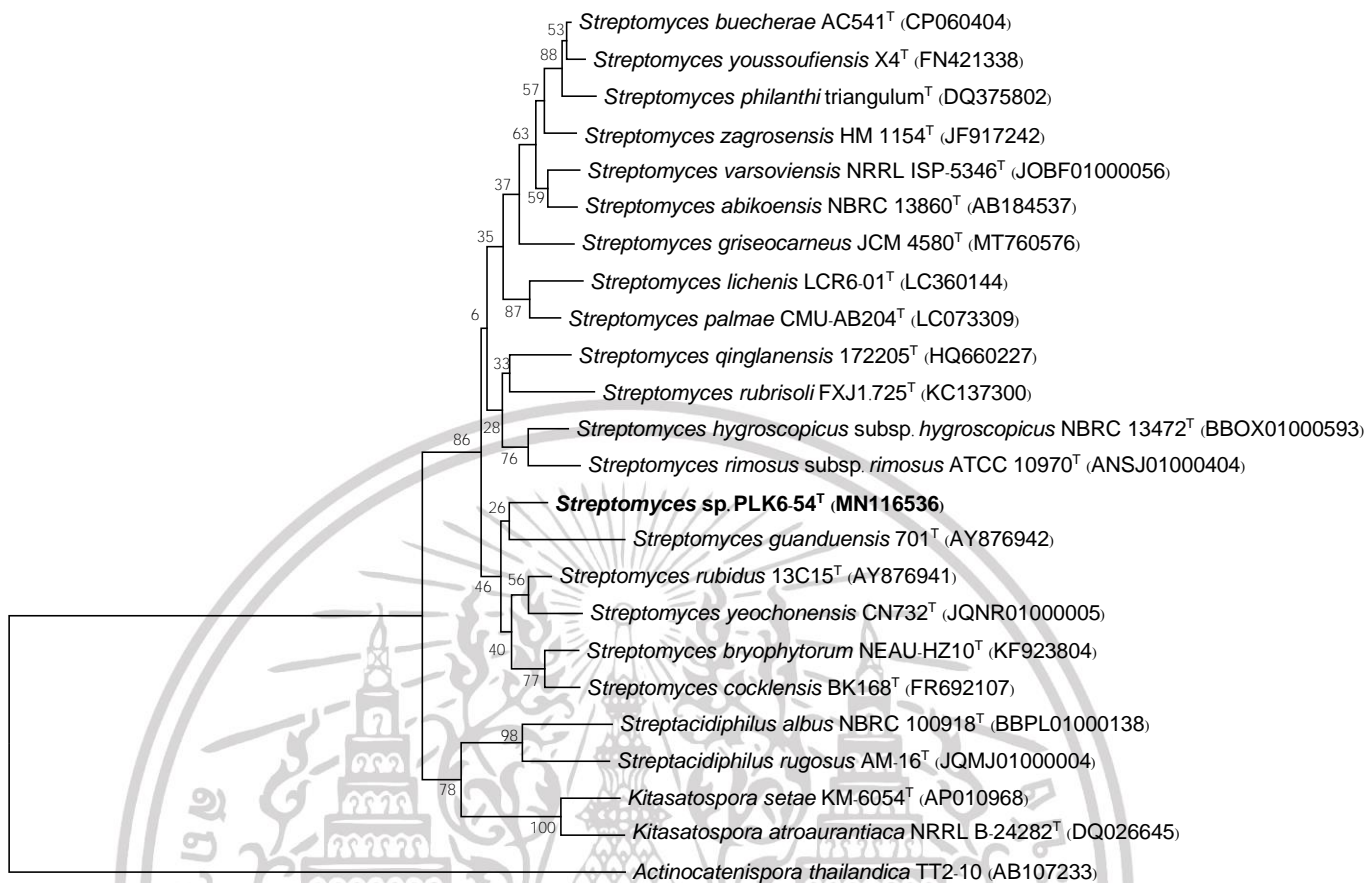 Streptomyces buecherae AC541ᵀ (CP060404)
53
Streptomyces youssoufiensis X4ᵀ (FN421338)
88
Streptomyces philanthi triangulumᵀ (DQ375802)
57
Streptomyces zagrosensis HM 1154ᵀ (JF917242)
63
Streptomyces varsoviensis NRRL ISP-5346ᵀ (JOBF01000056)
37
59
Streptomyces abikoensis NBRC 13860ᵀ (AB184537)
35
Streptomyces griseocarneus JCM 4580ᵀ (MT760576)
Streptomyces lichenis LCR6-01ᵀ (LC360144)
87
6
Streptomyces palmae CMU-AB204ᵀ (LC073309)
Streptomyces qinglanensis 172205ᵀ (HQ660227)
33
Streptomyces rubrisoli FXJ1.725ᵀ (KC137300)
28
Streptomyces hygroscopicus subsp. hygroscopicus NBRC 13472ᵀ (BBOX01000593)
86
76
Streptomyces rimosus subsp. rimosus ATCC 10970ᵀ (ANSJ01000404)
Streptomyces sp. PLK6-54ᵀ (MN116536)
26
Streptomyces guanduensis 701ᵀ (AY876942)
46
56
Streptomyces rubidus 13C15ᵀ (AY876941)
Streptomyces yeochonensis CN732ᵀ (JQNR01000005)
40
Streptomyces bryophytorum NEAU-HZ10ᵀ (KF923804)
77
Streptomyces cocklensis BK168ᵀ (FR692107)
Streptacidiphilus albus NBRC 100918ᵀ (BBPL01000138)
98
Streptacidiphilus rugosus AM-16ᵀ (JQMJ01000004)
78
Kitasatospora setae KM-6054ᵀ (AP010968)
100
Kitasatospora atroaurantiaca NRRL B-24282ᵀ (DQ026645)
Actinocatenispora thailandica TT2-10 (AB107233)